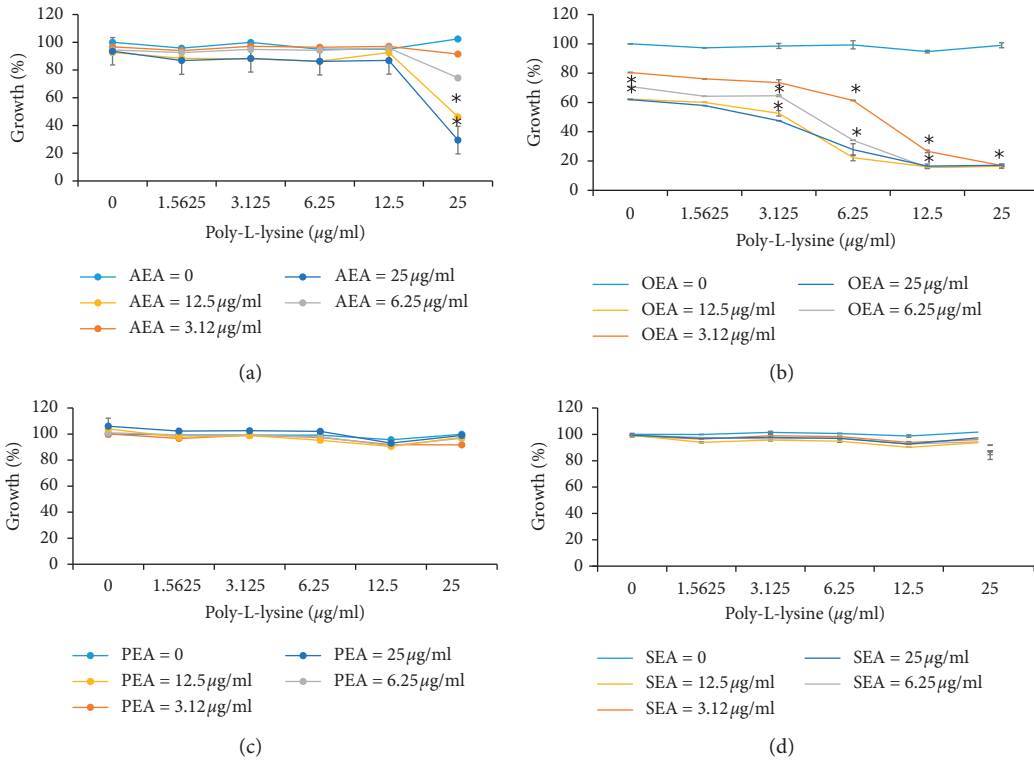 120
100
80
60
40
20
0
Growth (%)
0 1.5625 3.125 6.25 12.5 25
Poly-L-lysine (μg/ml)
* *
AEA = 0
AEA = 12.5 μg/ml
AEA = 3.12 μg/ml
AEA = 25 μg/ml
AEA = 6.25 μg/ml
(a)
120
100
80
60
40
20
0
Growth (%)
0 1.5625 3.125 6.25 12.5 25
Poly-L-lysine (μg/ml)
* * * * * * * * *
OEA = 0
OEA = 12.5 μg/ml
OEA = 3.12 μg/ml
OEA = 25 μg/ml
OEA = 6.25 μg/ml
(b)
120
100
80
60
40
20
0
Growth (%)
0 1.5625 3.125 6.25 12.5 25
Poly-L-lysine (μg/ml)
PEA = 0
PEA = 12.5 μg/ml
PEA = 3.12 μg/ml
PEA = 25 μg/ml
PEA = 6.25 μg/ml
(c)
120
100
80
60
40
20
0
Growth (%)
0 1.5625 3.125 6.25 12.5 25
Poly-L-lysine (μg/ml)
SEA = 0
SEA = 12.5 μg/ml
SEA = 3.12 μg/ml
SEA = 25 μg/ml
SEA = 6.25 μg/ml
(d)